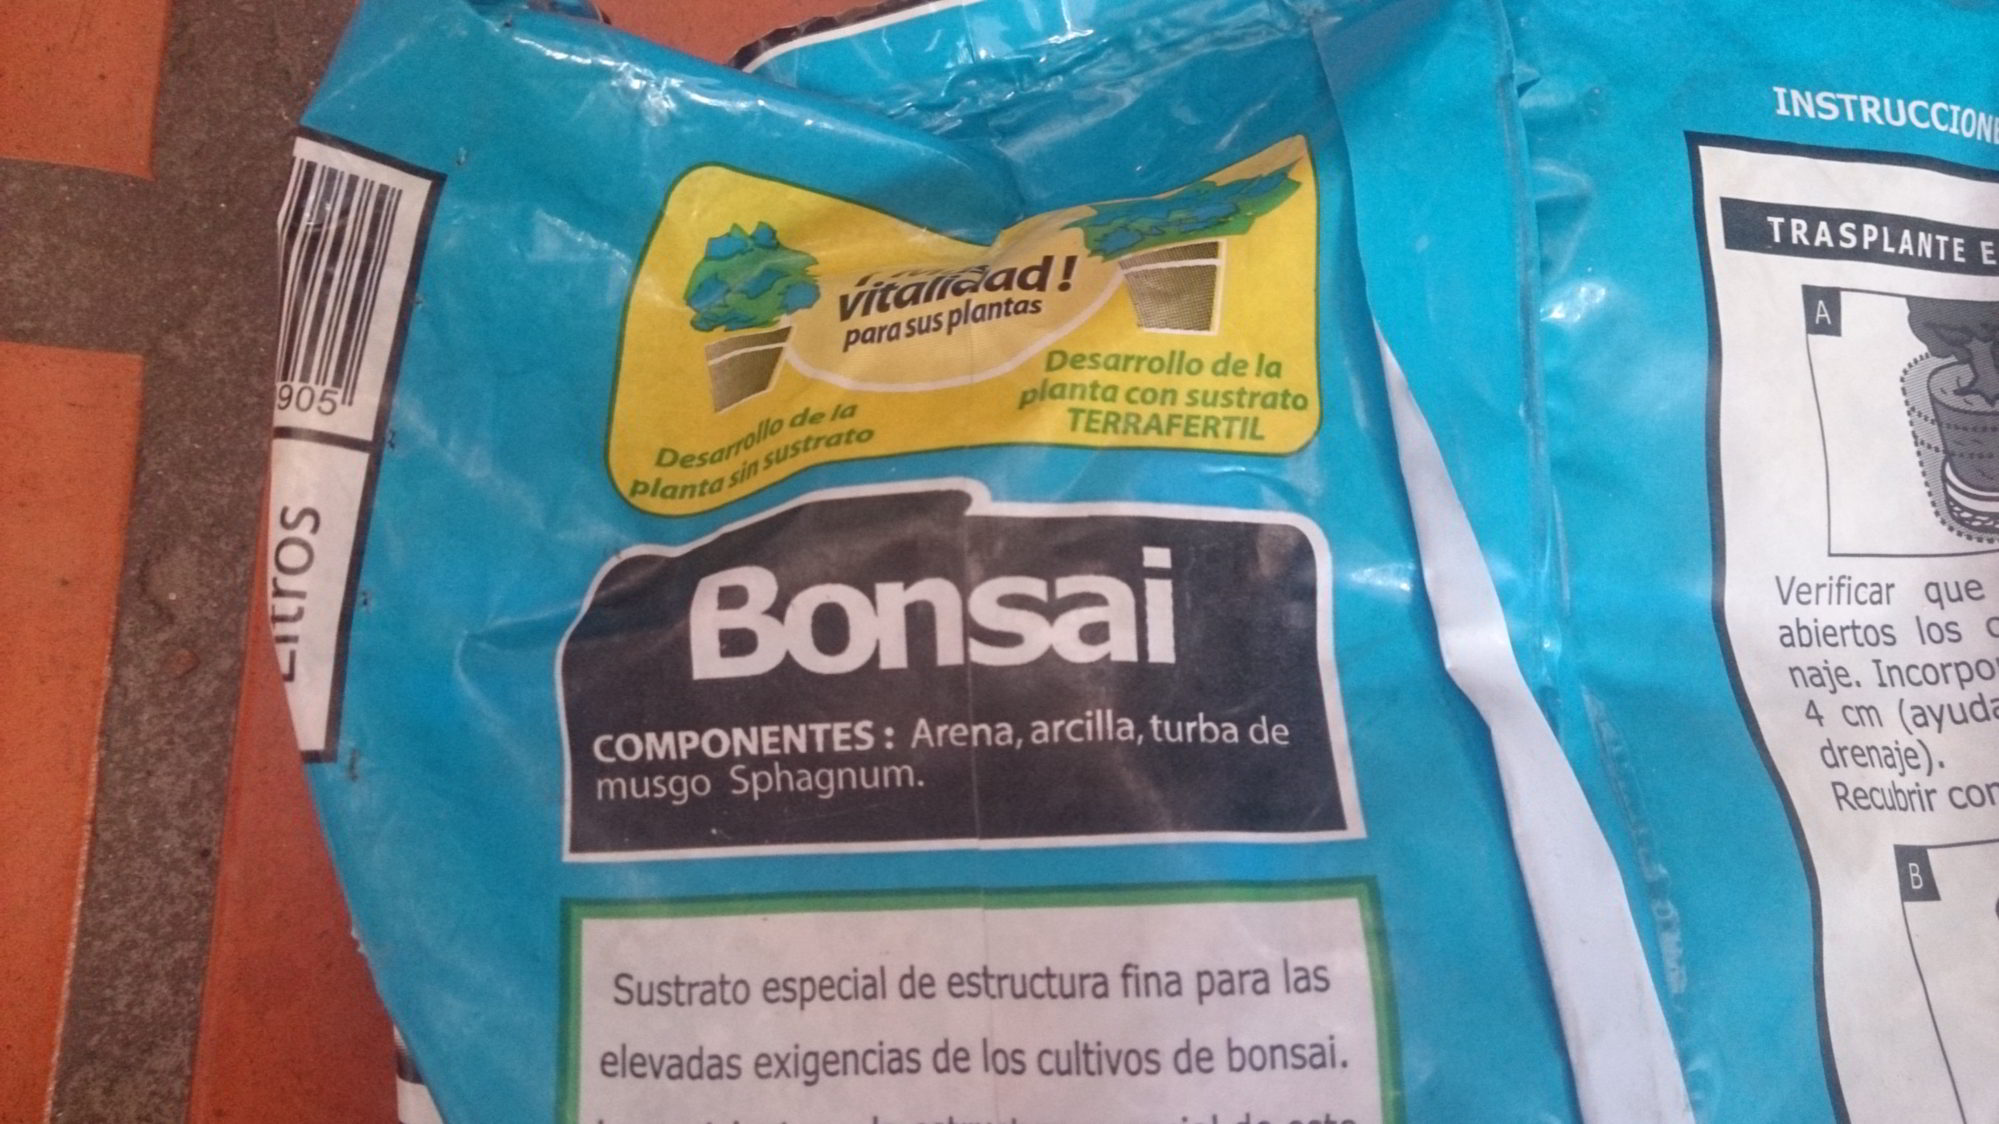 905
Litros
vitalidad!
para sus plantas
Desarrollo de la
planta sin sustrato
Desarrollo de la
planta con sustrato
TERRAFERTIL
Bonsai
COMPONENTES : Arena, arcilla, turba de
musgo Sphagnum.
Sustrato especial de estructura fina para las
elevadas exigencias de los cultivos de bonsai.
INSTRUCCIONE
TRASPLANTE E
A
Verificar que
abiertos los
naje. Incorpo
4 cm (ayuda
drenaje).
Recubrir con
B